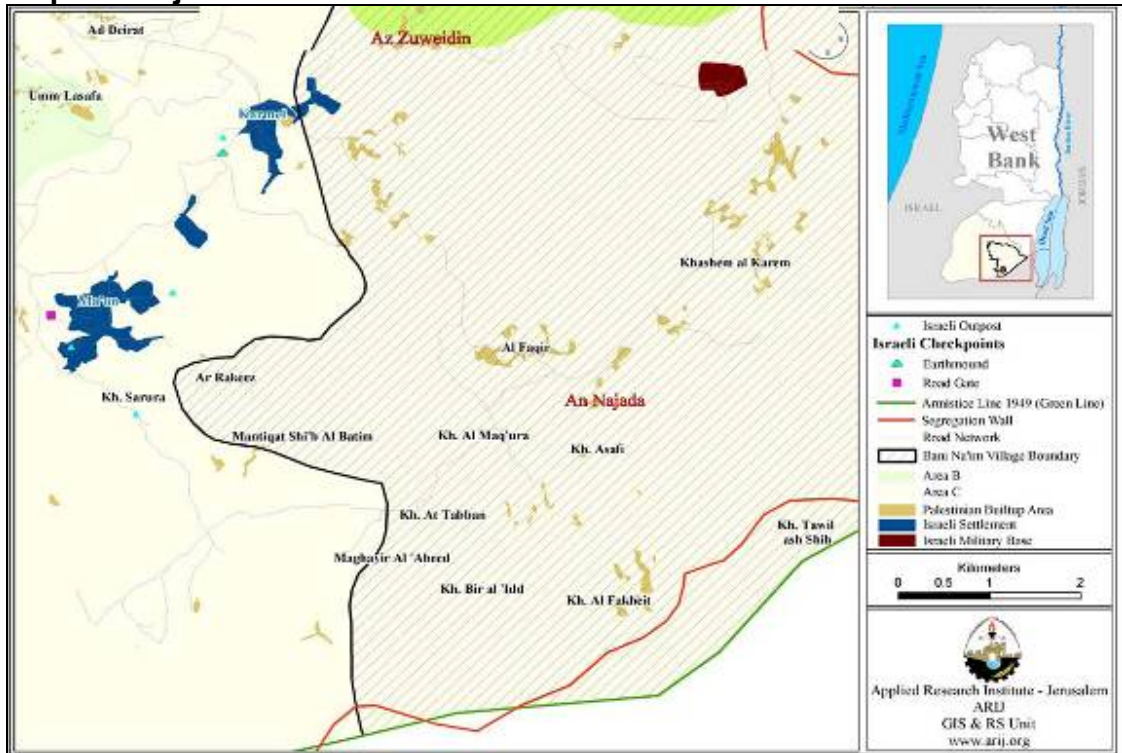 Ad Deirat
Az Zuweidin
Umm Lasafa
Karmel
Khashem al Karem
Ma'on
Al Faqir
Ar Rakeez
An Najada
Kh. Sarura
Mantiqat Shi'b Al Batim
Kh. Al Maq'ura
Kh. Asafi
Kh. At Tabban
Kh. Tawil
ash Shih
Maghayir Al 'Abeed
Kh. Bir al 'Idd
Kh. Al Fakheit
Mediterranean Sea
West
Bank
Jordan River
ISRAEL
JORDAN
Dead Sea
Israeli Outpost
Israeli Checkpoints
Earthmound
Road Gate
Armistice Line 1949 (Green Line)
Segregation Wall
Road Network
Bani Na'im Village Boundary
Area B
Area C
Palestinian Builtup Area
Israeli Settlement
Israeli Military Base
Kilometers
0 0.5 1 2
Applied Research Institute - Jerusalem
ARIJ
GIS & RS Unit
www.arij.org